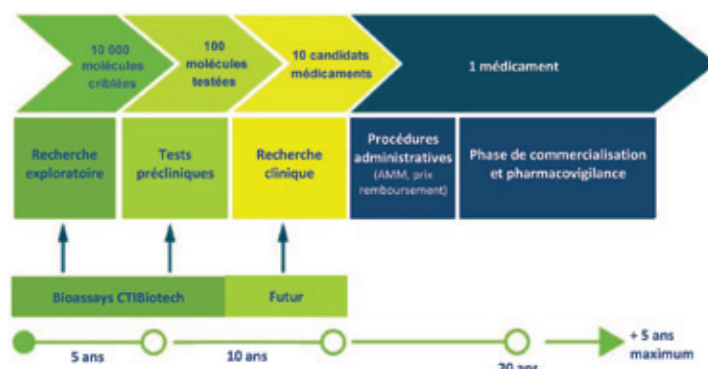 10 000
molécules
criblées
100
molécules
testées
10 candidats
médicaments
1 médicament
Recherche
exploratoire
Tests
précliniques
Recherche
clinique
Procédures
administratives
(AMM, prix
remboursement)
Phase de commercialisation
et pharmacovigilance
Bioassays CTIBiotech
Futur
5 ans
10 ans
20 ans
+ 5 ans
maximum